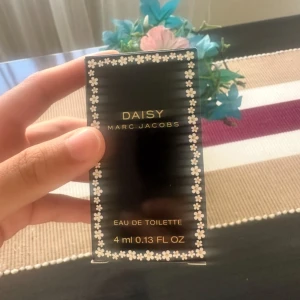 DAISY
MARC JACOBS
EAU DE TOILETTE
4 ml 0.13 FL OZ